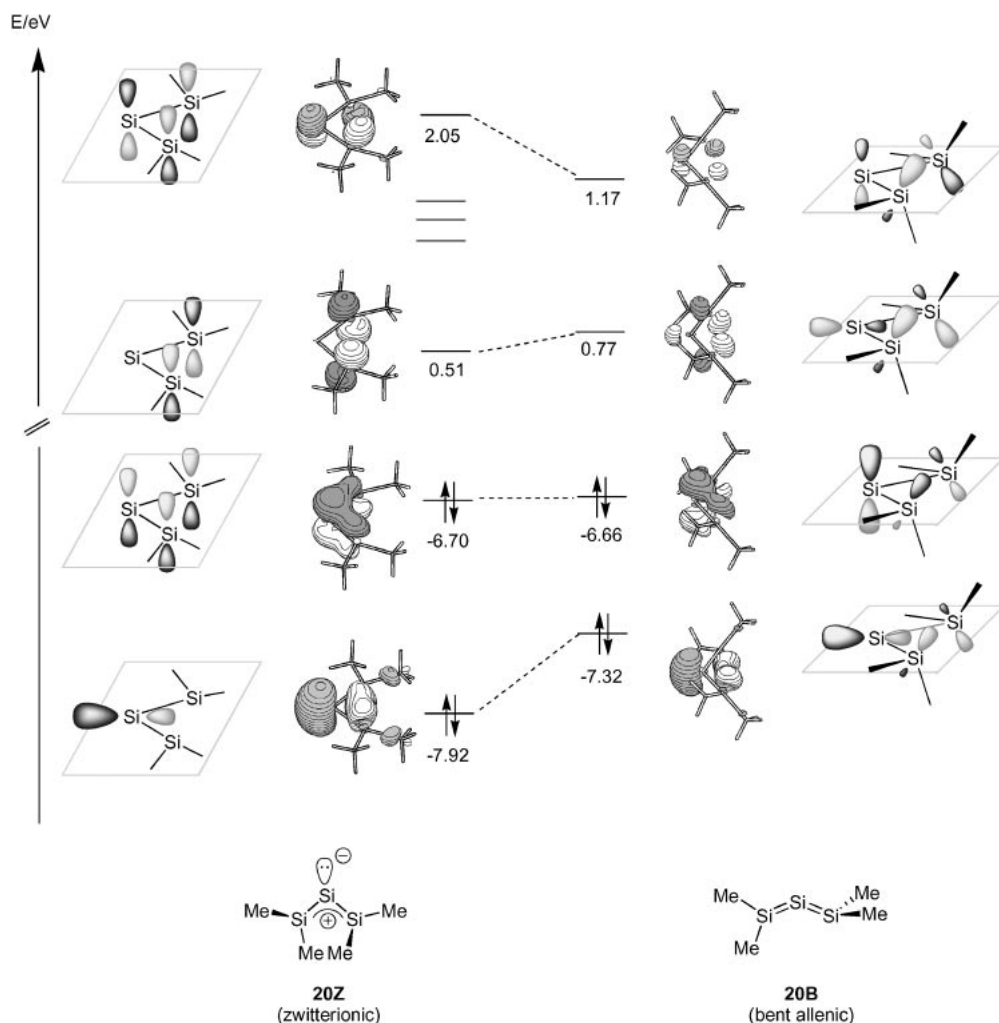 E/eV
Si
Si
Si
2.05
1.17
Si
Si
Si
Si
Si
Si
0.51
0.77
Si
Si
Si
Si
Si
Si
-6.70
-6.66
Si
Si
Si
Si
Si
Si
-7.92
-7.32
Si
Si
Si
⊖
Si
Me
Si
⊕
Si
Me
Me
Me
Me
Si
Si
Si
Me
Me
Me
20Z
(zwitterionic)
20B
(bent allenic)